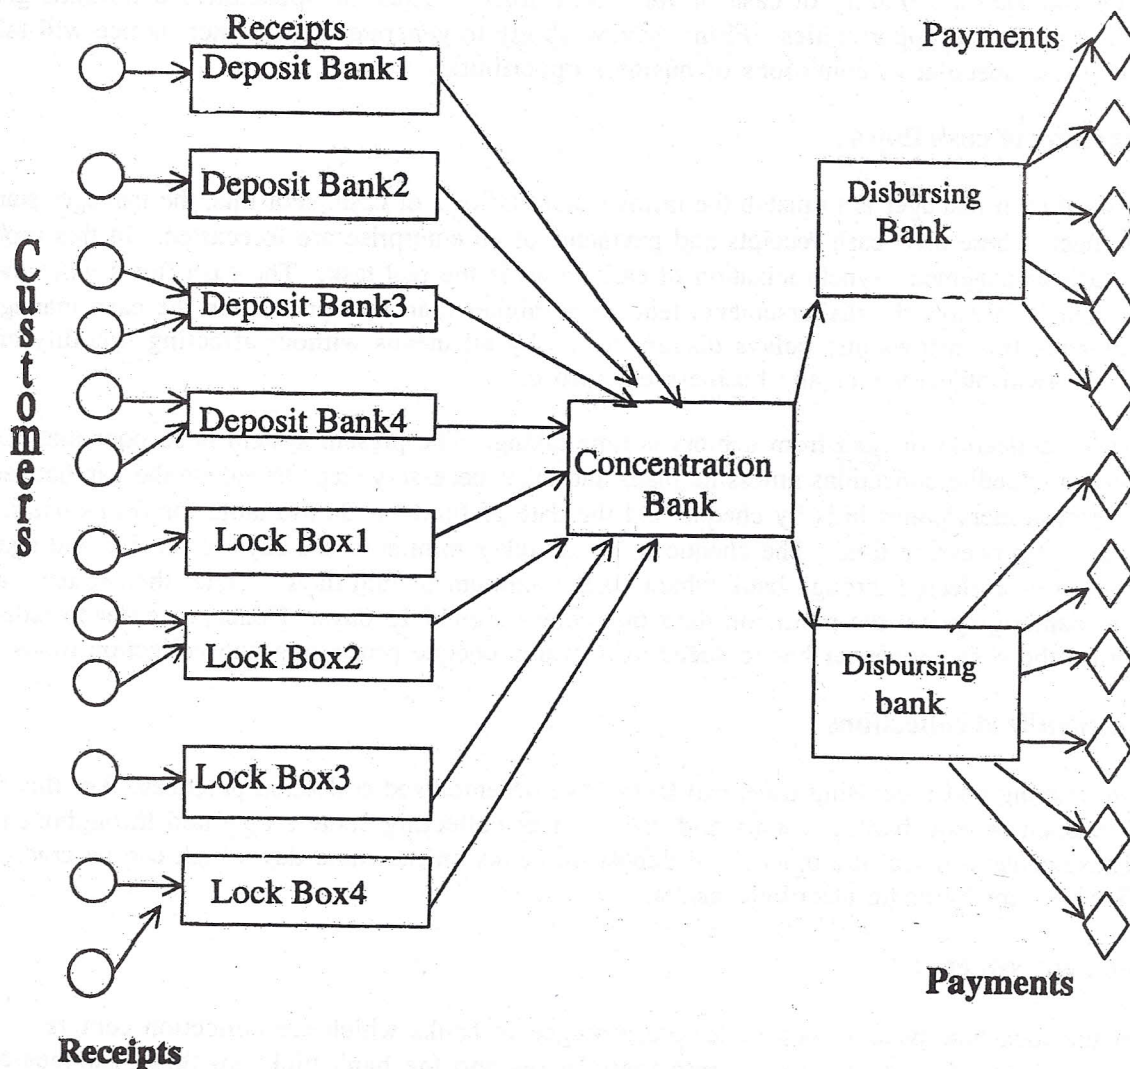 Receipts
Payments
Deposit Bank1
Deposit Bank2
Disbursing
Bank
Customers
Deposit Bank3
Deposit Bank4
Concentration
Bank
Lock Box1
Lock Box2
Disbursing
bank
Lock Box3
Lock Box4
Payments
Receipts